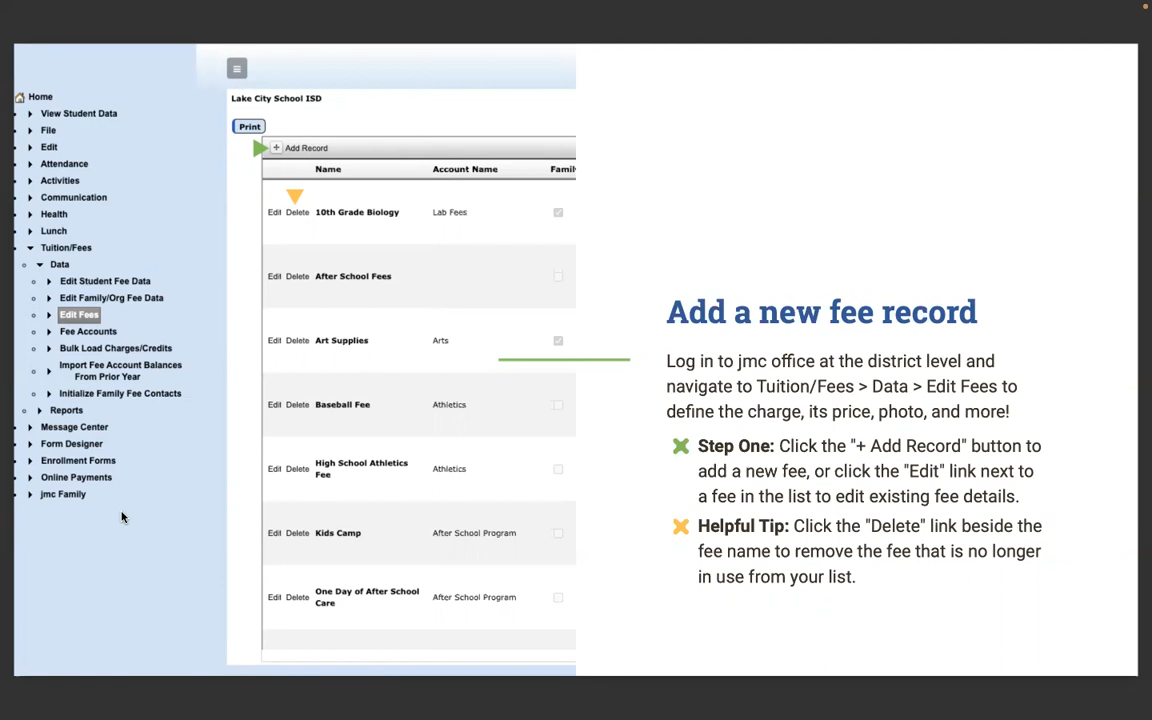 Home
View Student Data
File
Edit
Attendance
Activities
Communication
Health
Lunch
Tuition/Fees
Data
Edit Student Fee Data
Edit Family/Org Fee Data
Edit Fees
Fee Accounts
Bulk Load Charges/Credits
Import Fee Account Balances
From Prior Year
Initialize Family Fee Contacts
Reports
Message Center
Form Designer
Enrollment Forms
Online Payments
jmc Family
Lake City School ISD
Print
+ Add Record
Name Account Name Famil
Edit Delete 10th Grade Biology Lab Fees
Edit Delete After School Fees
Edit Delete Art Supplies Arts
Edit Delete Baseball Fee Athletics
Edit Delete High School Athletics Athletics
Fee
Edit Delete Kids Camp After School Program
Edit Delete One Day of After School After School Program
Care
Add a new fee record
Log in to jmc office at the district level and
navigate to Tuition/Fees > Data > Edit Fees to
define the charge, its price, photo, and more!
Step One: Click the "+ Add Record" button to
add a new fee, or click the "Edit" link next to
a fee in the list to edit existing fee details.
Helpful Tip: Click the "Delete" link beside the
fee name to remove the fee that is no longer
in use from your list.